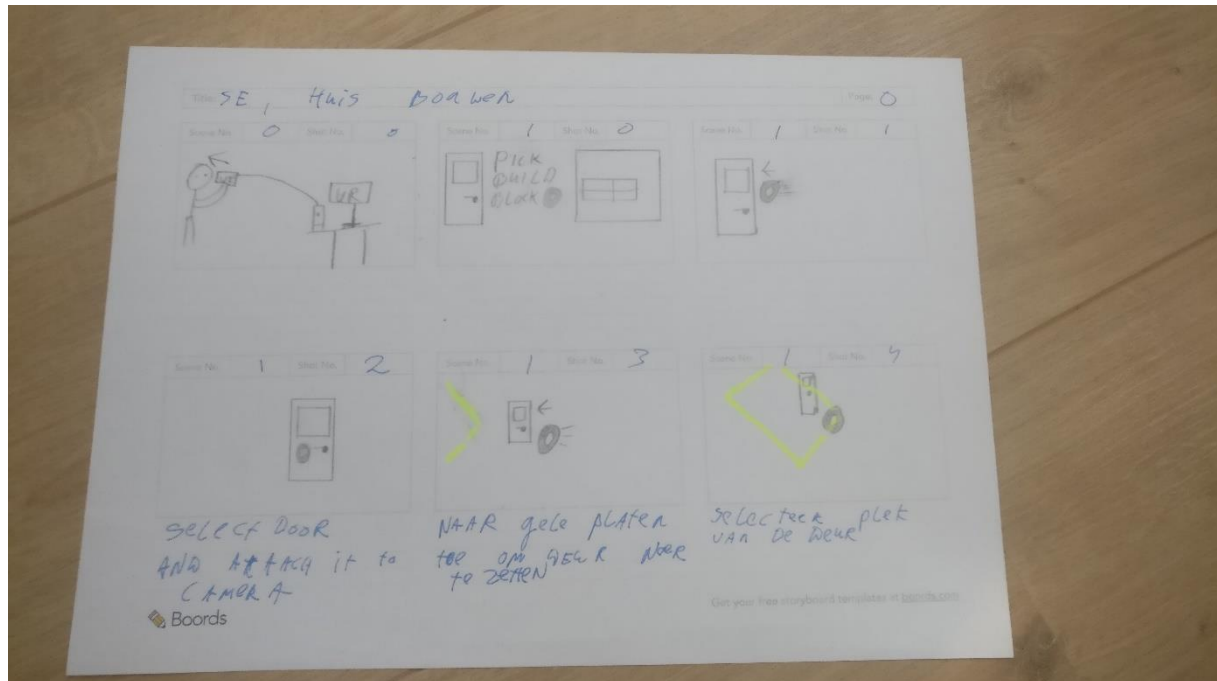 Title: SE, Huis Bouwen Page: 0
Scene No. 0 Shot No. 0
Scene No. 1 Shot No. 0
Scene No. 1 Shot No. 1
VR
VR
PICK
BUILD
BLOCK
Scene No. 1 Shot No. 2
Scene No. 1 Shot No. 3
Scene No. 1 Shot No. 4
SELECT DOOR
AND ATTACH it to
CAMERA
NAAR gele plAten
toe om DEUR NEER
te zetten
selecteer plek
VAN DE DEUR
Boords
Get your free storyboard templates at boords.com